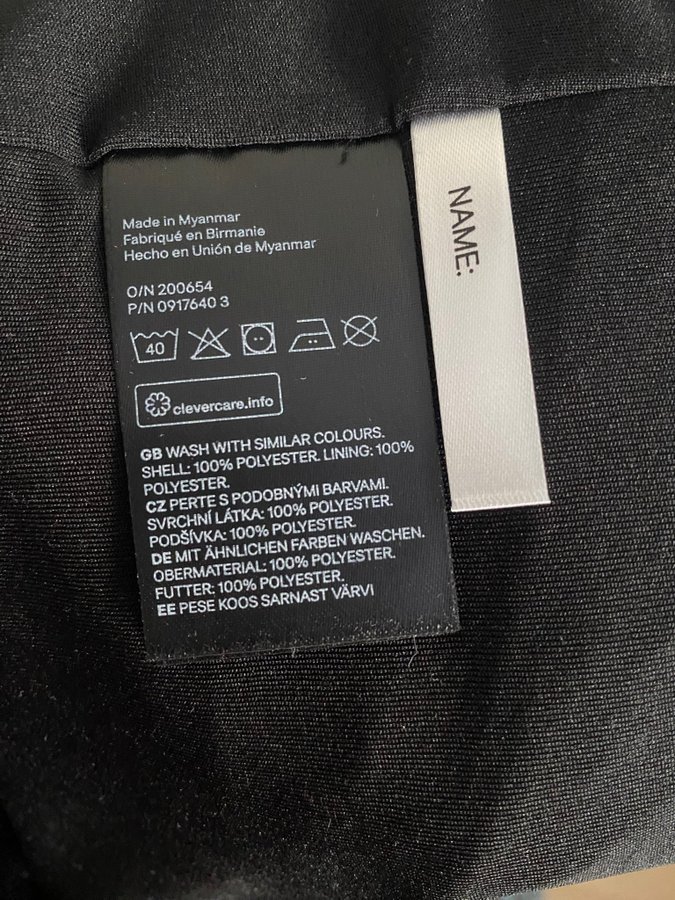 Made in Myanmar
Fabriqué en Birmanie
Hecho en Unión de Myanmar
O/N 200654
P/N 0917640 3
40
clevercare.info
GB WASH WITH SIMILAR COLOURS.
SHELL: 100% POLYESTER. LINING: 100%
POLYESTER.
CZ PERTE S PODOBNÝMI BARVAMI.
SVRCHNÍ LÁTKA: 100% POLYESTER.
PODŠÍVKA: 100% POLYESTER.
DE MIT ÄHNLICHEN FARBEN WASCHEN.
OBERMATERIAL: 100% POLYESTER.
FUTTER: 100% POLYESTER.
EE PESE KOOS SARNAST VÄRVI
NAME: